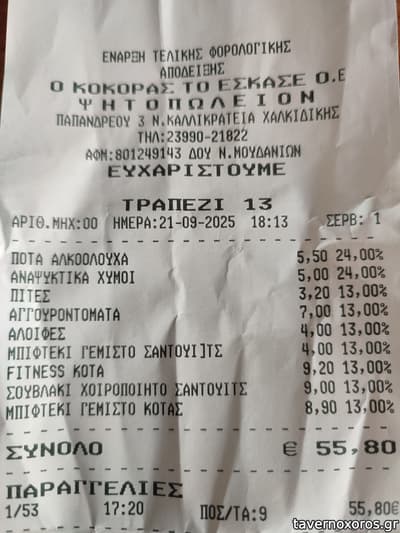 ΕΝΑΡΞΗ ΤΕΛΙΚΗΣ ΦΟΡΟΛΟΓΙΚΗΣ
ΑΠΟΔΕΙΞΗΣ
Ο ΚΟΚΟΡΑΣ ΤΟ ΕΣΚΑΣΕ Ο.Ε
ΨΗΤΟΠΩΛΕΙΟΝ
ΠΑΠΑΝΔΡΕΟΥ 3 Ν.ΚΑΛΛΙΚΡΑΤΕΙΑ ΧΑΛΚΙΔΙΚΗΣ
ΤΗΛ:23990-21822
ΑΦΜ:801249143 ΔΟΥ Ν.ΜΟΥΔΑΝΙΩΝ
ΕΥΧΑΡΙΣΤΟΥΜΕ
ΤΡΑΠΕΖΙ 13
ΑΡΙΘ.ΜΗΧ:00 ΗΜΕΡΑ:21-09-2025 18:13 ΣΕΡΒ: 1
ΠΟΤΑ ΑΛΚΟΟΛΟΥΧΑ 5,50 24,00%
ΑΝΑΨΥΚΤΙΚΑ ΧΥΜΟΙ 5,00 24,00%
ΠΙΤΕΣ 3,20 13,00%
ΑΓΓΟΥΡΟΝΤΟΜΑΤΑ 7,00 13,00%
ΑΛΟΙΦΕΣ 4,00 13,00%
ΜΠΙΦΤΕΚΙ ΓΕΜΙΣΤΟ ΣΑΝΤΟΥΙ]ΤΣ 4,00 13,00%
FITNESS ΚΟΤΑ 9,20 13,00%
ΣΟΥΒΛΑΚΙ ΧΟΙΡΟΠΟΙΗΤΟ ΣΑΝΤΟΥΙΤΣ 9,00 13,00%
ΜΠΙΦΤΕΚΙ ΓΕΜΙΣΤΟ ΚΟΤΑΣ 8,90 13,00%
ΣΥΝΟΛΟ € 55,80
ΠΑΡΑΓΓΕΛΙΕΣ
1/53 17:20 ΠΟΣ/ΤΑ:9 55,80€
tavernoxoros.gr